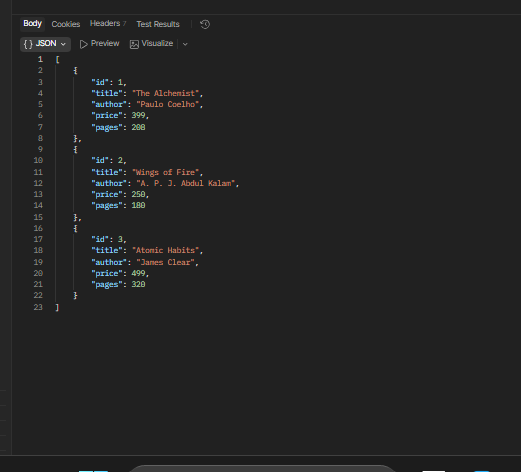 Body Cookies Headers 7 Test Results
{} JSON Preview Visualize
1 [
2 {
3 "id": 1,
4 "title": "The Alchemist",
5 "author": "Paulo Coelho",
6 "price": 399,
7 "pages": 208
8 },
9 {
10 "id": 2,
11 "title": "Wings of Fire",
12 "author": "A. P. J. Abdul Kalam",
13 "price": 250,
14 "pages": 180
15 },
16 {
17 "id": 3,
18 "title": "Atomic Habits",
19 "author": "James Clear",
20 "price": 499,
21 "pages": 320
22 }
23 ]